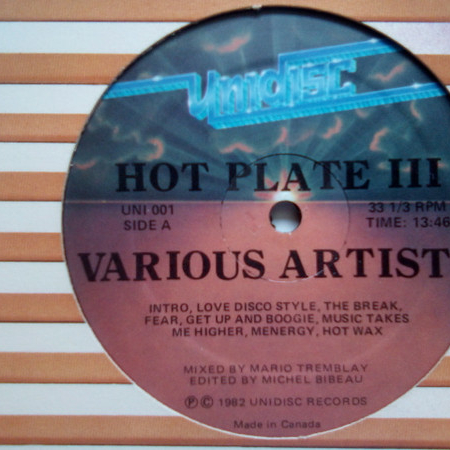 UNIDISC
HOT PLATE III
UNI 001
SIDE A
33 1/3 RPM
TIME: 13:46
VARIOUS ARTIST
INTRO, LOVE DISCO STYLE, THE BREAK,
FEAR, GET UP AND BOOGIE, MUSIC TAKES
ME HIGHER, MENERGY, HOT WAX
MIXED BY MARIO TREMBLAY
EDITED BY MICHEL BIBEAU
Ⓟ © 1982 UNIDISC RECORDS
Made in Canada